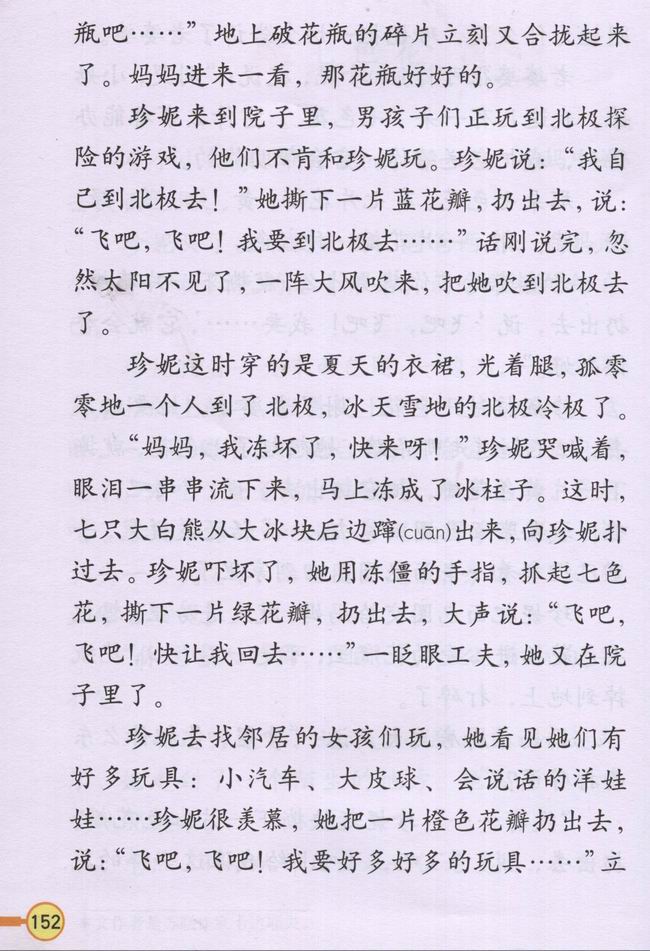 瓶吧……”地上破花瓶的碎片立刻又合拢起来
了。妈妈进来一看，那花瓶好好的。
珍妮来到院子里，男孩子们正玩到北极探
险的游戏，他们不肯和珍妮玩。珍妮说：“我自
己到北极去！”她撕下一片蓝花瓣，扔出去，说：
“飞吧，飞吧！我要到北极去……”话刚说完，忽
然太阳不见了，一阵大风吹来，把她吹到北极去
了。
珍妮这时穿的是夏天的衣裙，光着腿，孤零
零地一个人到了北极，冰天雪地的北极冷极了。
“妈妈，我冻坏了，快来呀！”珍妮哭喊着，
眼泪一串串流下来，马上冻成了冰柱子。这时，
七只大白熊从大冰块后边蹿(cuān)出来，向珍妮扑
过去。珍妮吓坏了，她用冻僵的手指，抓起七色
花，撕下一片绿花瓣，扔出去，大声说：“飞吧，
飞吧！快让我回去……”一眨眼工夫，她又在院
子里了。
珍妮去找邻居的女孩们玩，她看见她们有
好多玩具：小汽车、大皮球、会说话的洋娃
娃……珍妮很羡慕，她把一片橙色花瓣扔出去，
说：“飞吧，飞吧！我要好多好多的玩具……”立
152